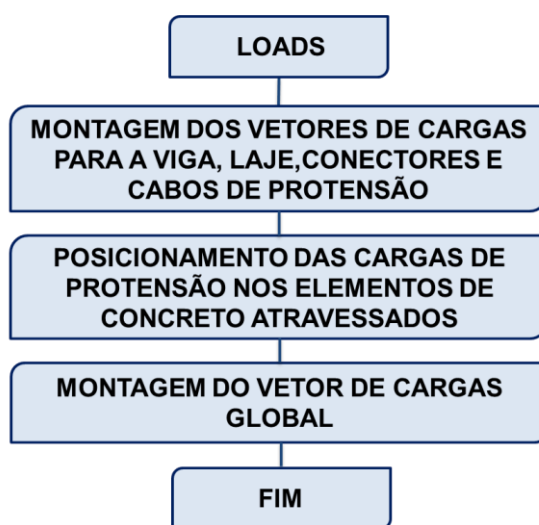 LOADS
MONTAGEM DOS VETORES DE CARGAS
PARA A VIGA, LAJE,CONECTORES E
CABOS DE PROTENSÃO
POSICIONAMENTO DAS CARGAS DE
PROTENSÃO NOS ELEMENTOS DE
CONCRETO ATRAVESSADOS
MONTAGEM DO VETOR DE CARGAS
GLOBAL
FIM